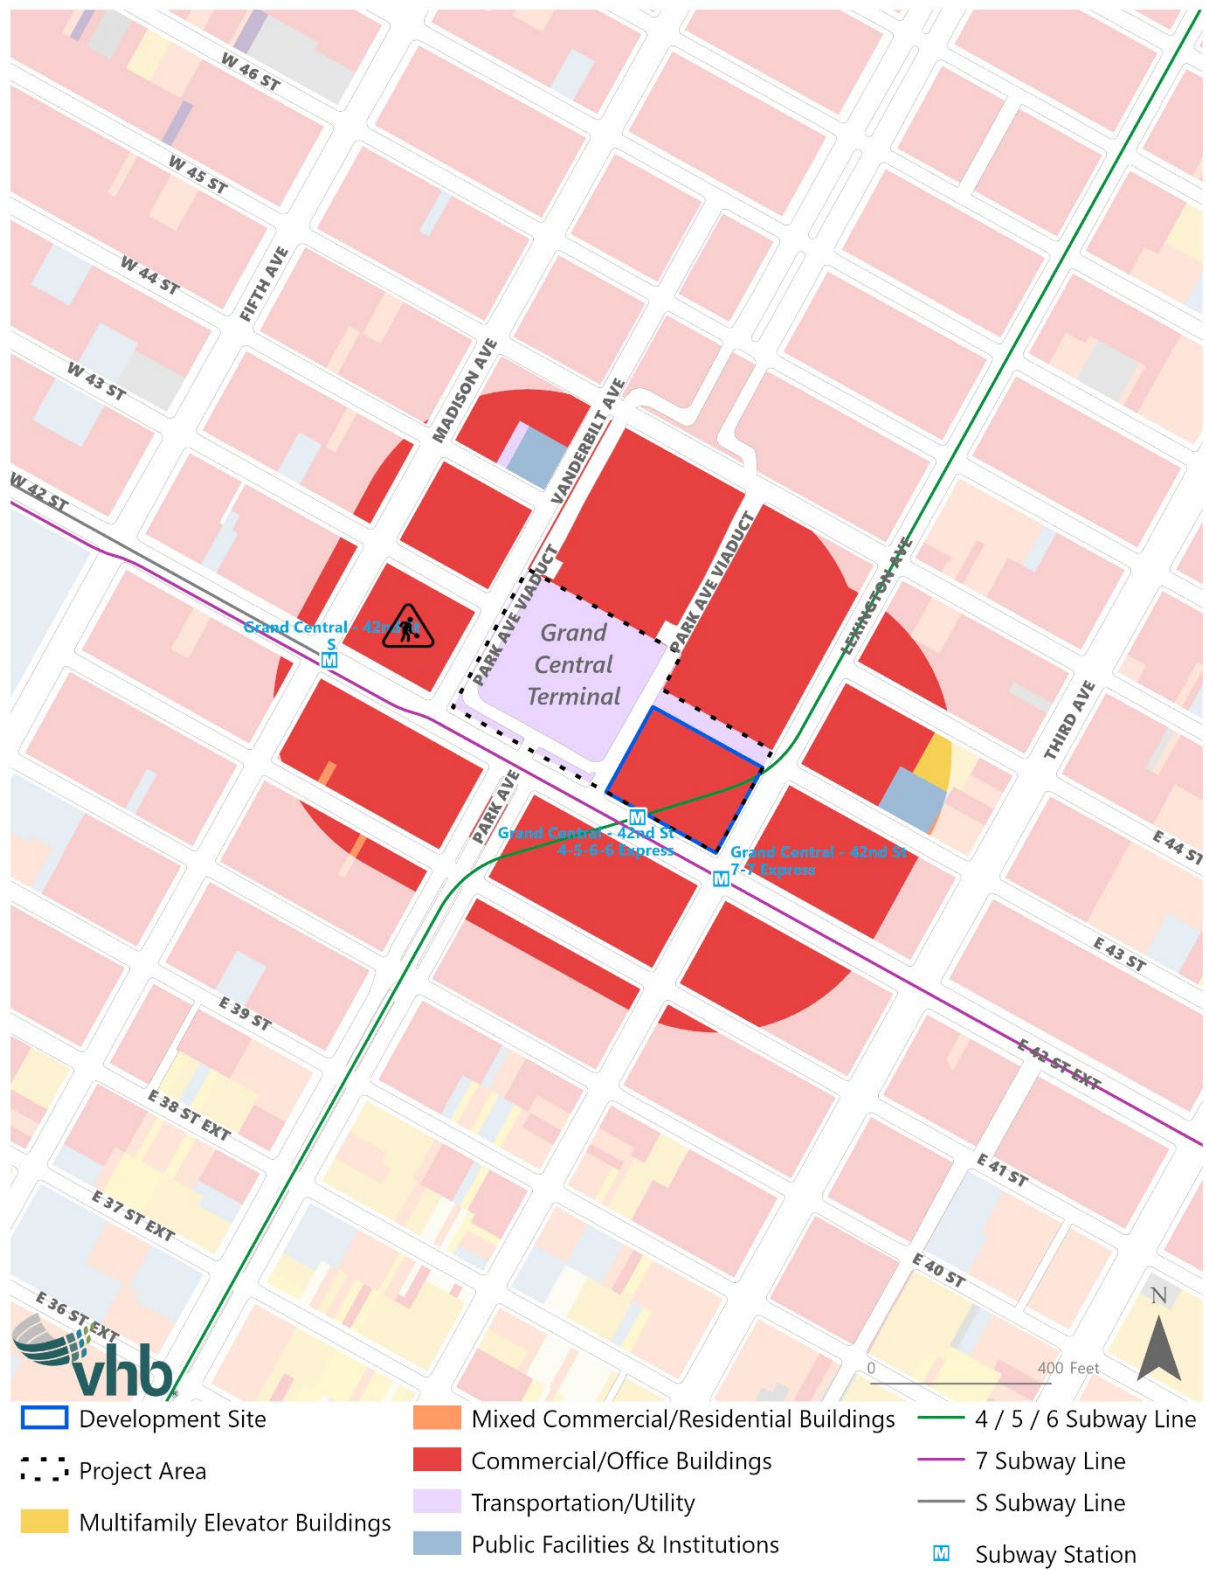 W 46 ST
W 45 ST
FIFTH AVE
W 44 ST
MADISON AVE
W 43 ST
VANDERBILT AVE
W 42 ST
PARK AVE VIADUCT
PARK AVE VIADUCT
LEXINGTON AVE
Grand Central - 42nd St
S
M
Grand
Central
Terminal
THIRD AVE
PARK AVE
M
Grand Central - 42nd St
4-5-6-6 Express
Grand Central - 42nd St
7-7 Express
M
E 44 ST
E 43 ST
E 39 ST
E 42 ST EXT
E 38 ST EXT
E 41 ST
E 37 ST EXT
E 40 ST
E 36 ST EXT
N
vhb
0 400 Feet
Development Site
Project Area
Multifamily Elevator Buildings
Mixed Commercial/Residential Buildings
Commercial/Office Buildings
Transportation/Utility
Public Facilities & Institutions
4 / 5 / 6 Subway Line
7 Subway Line
S Subway Line
M Subway Station